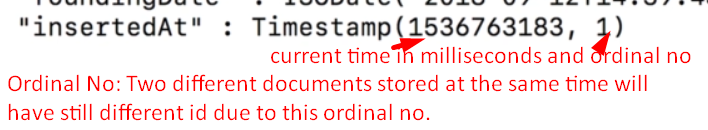 "insertedAt" : Timestamp(1536763183, 1)
current time in milliseconds and ordinal no
Ordinal No: Two different documents stored at the same time will
have still different id due to this ordinal no.